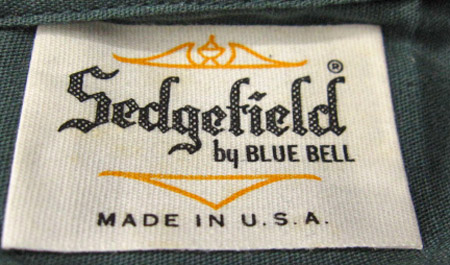 ®
Sedgefield
by BLUE BELL
MADE IN U.S.A.